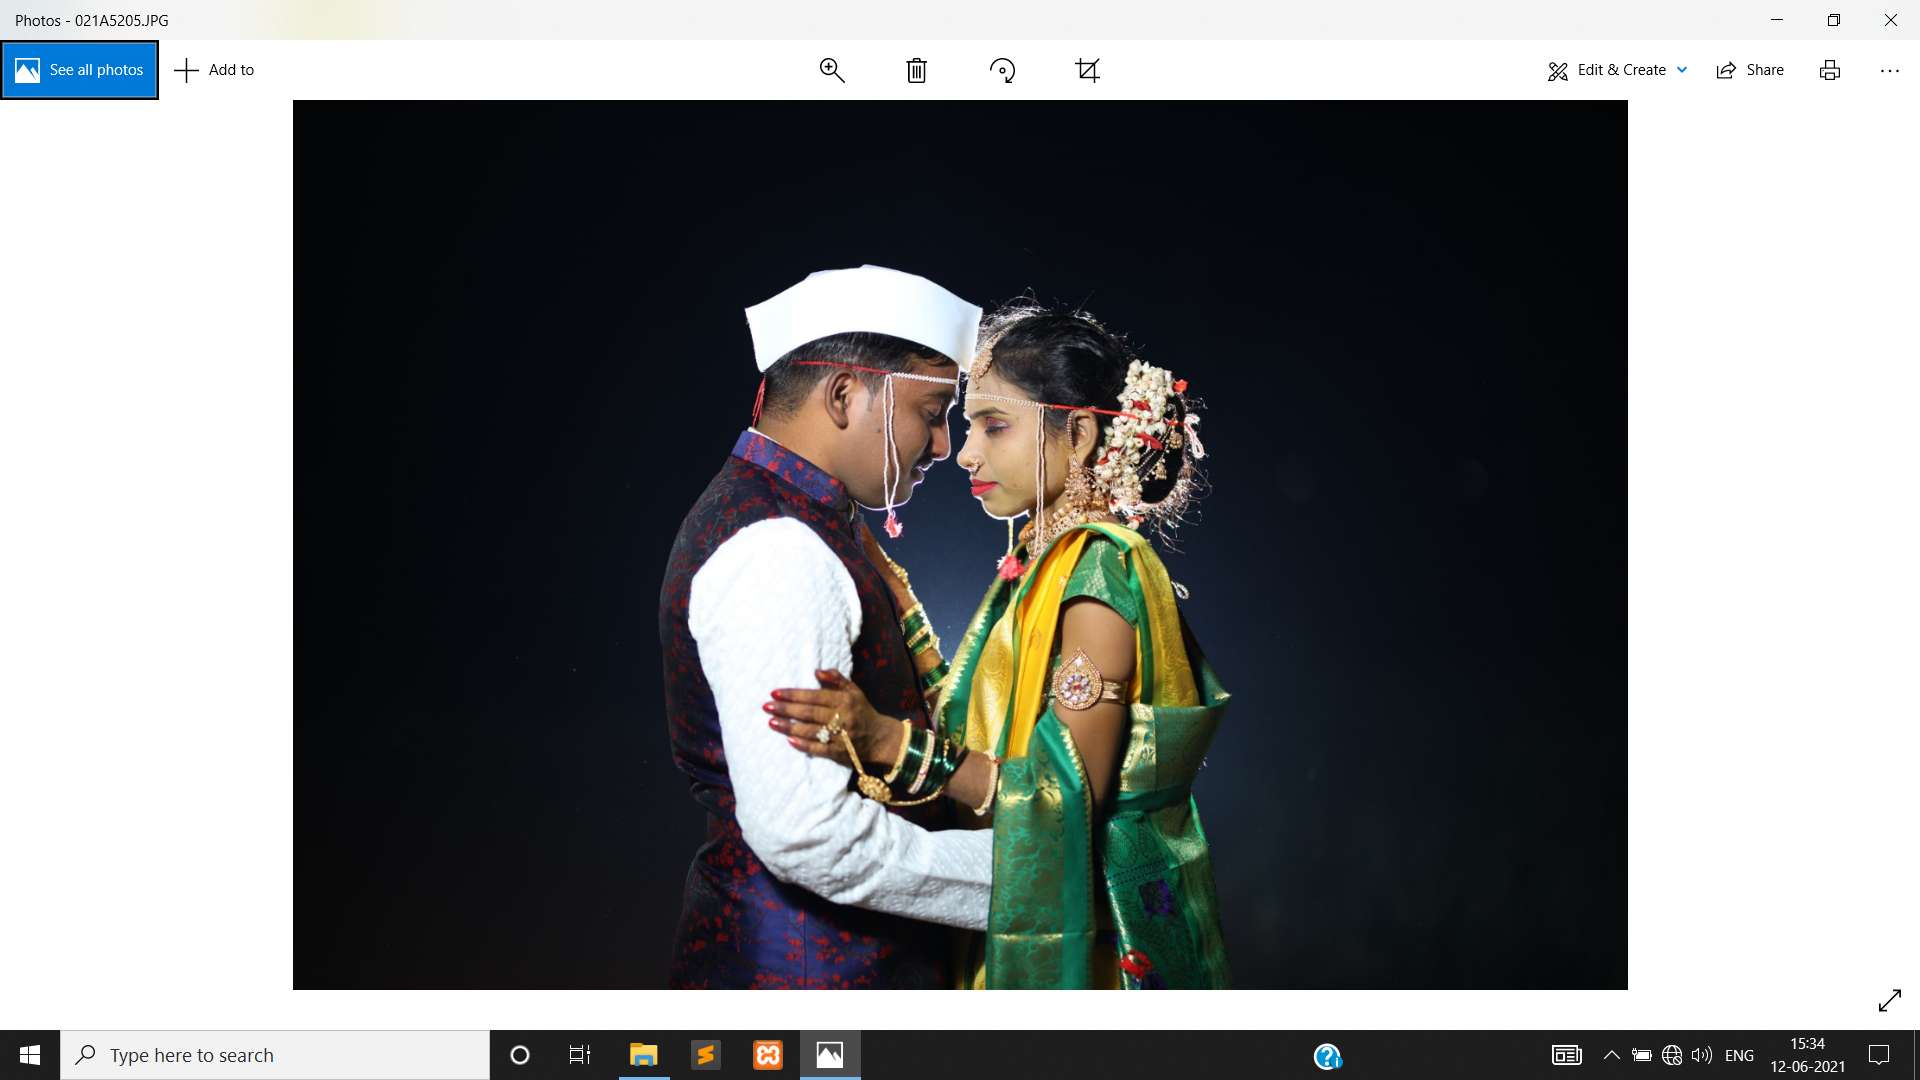 Photos - 021A5205.JPG
See all photos
Add to
Edit & Create
Share
Type here to search
ENG
15:34
12-06-2021